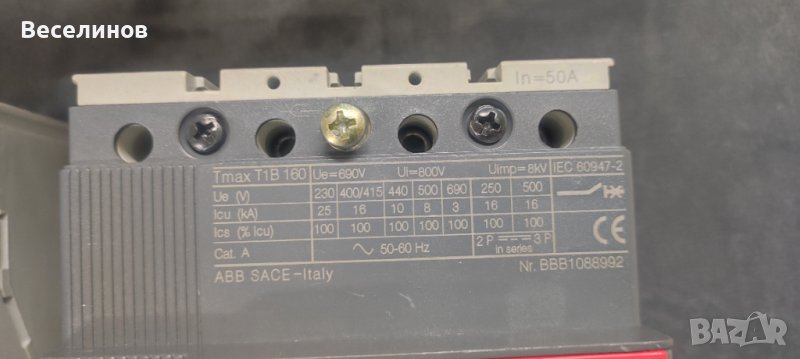 Веселинов
In=50A
Tmax T1B 160 Ue=690V Ui=800V Uimp=8kV IEC 60947-2
Ue (V) 230 400/415 440 500 690 250 500
Icu (kA) 25 16 10 8 3 16 16
Ics (% Icu) 100 100 100 100 100 100 100
Cat. A 50-60 Hz 2 P 3 P
in series
CE
ABB SACE-Italy Nr. BBB1088992
BAZAR